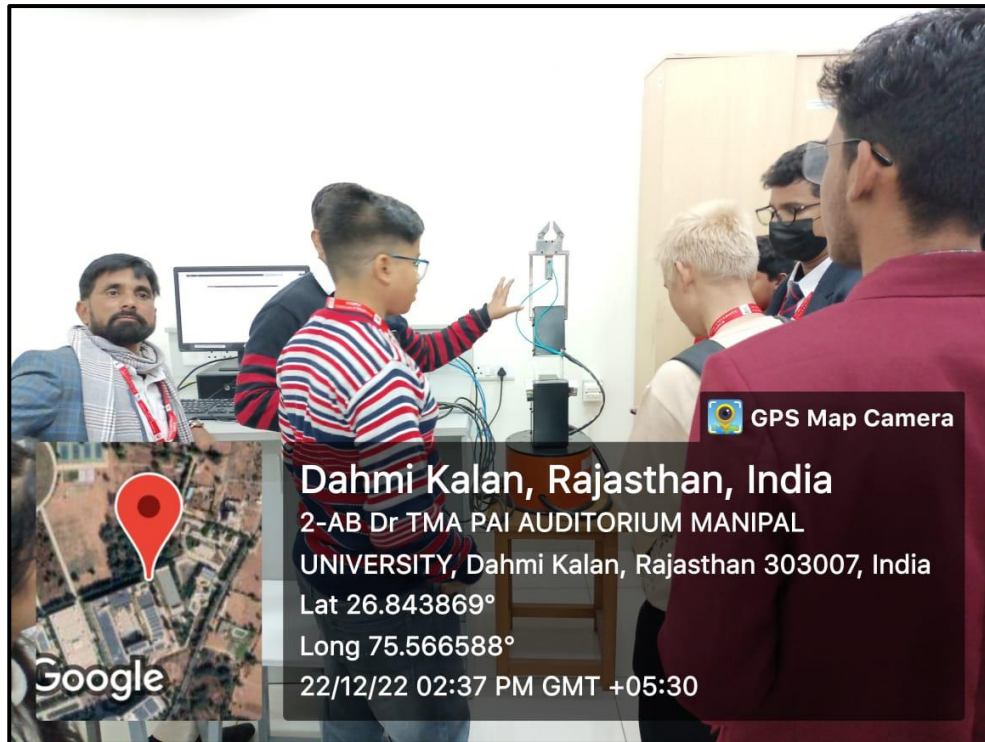 GPS Map Camera
Dahmi Kalan, Rajasthan, India
2-AB Dr TMA PAI AUDITORIUM MANIPAL
UNIVERSITY, Dahmi Kalan, Rajasthan 303007, India
Lat 26.843869°
Long 75.566588°
22/12/22 02:37 PM GMT +05:30
Google